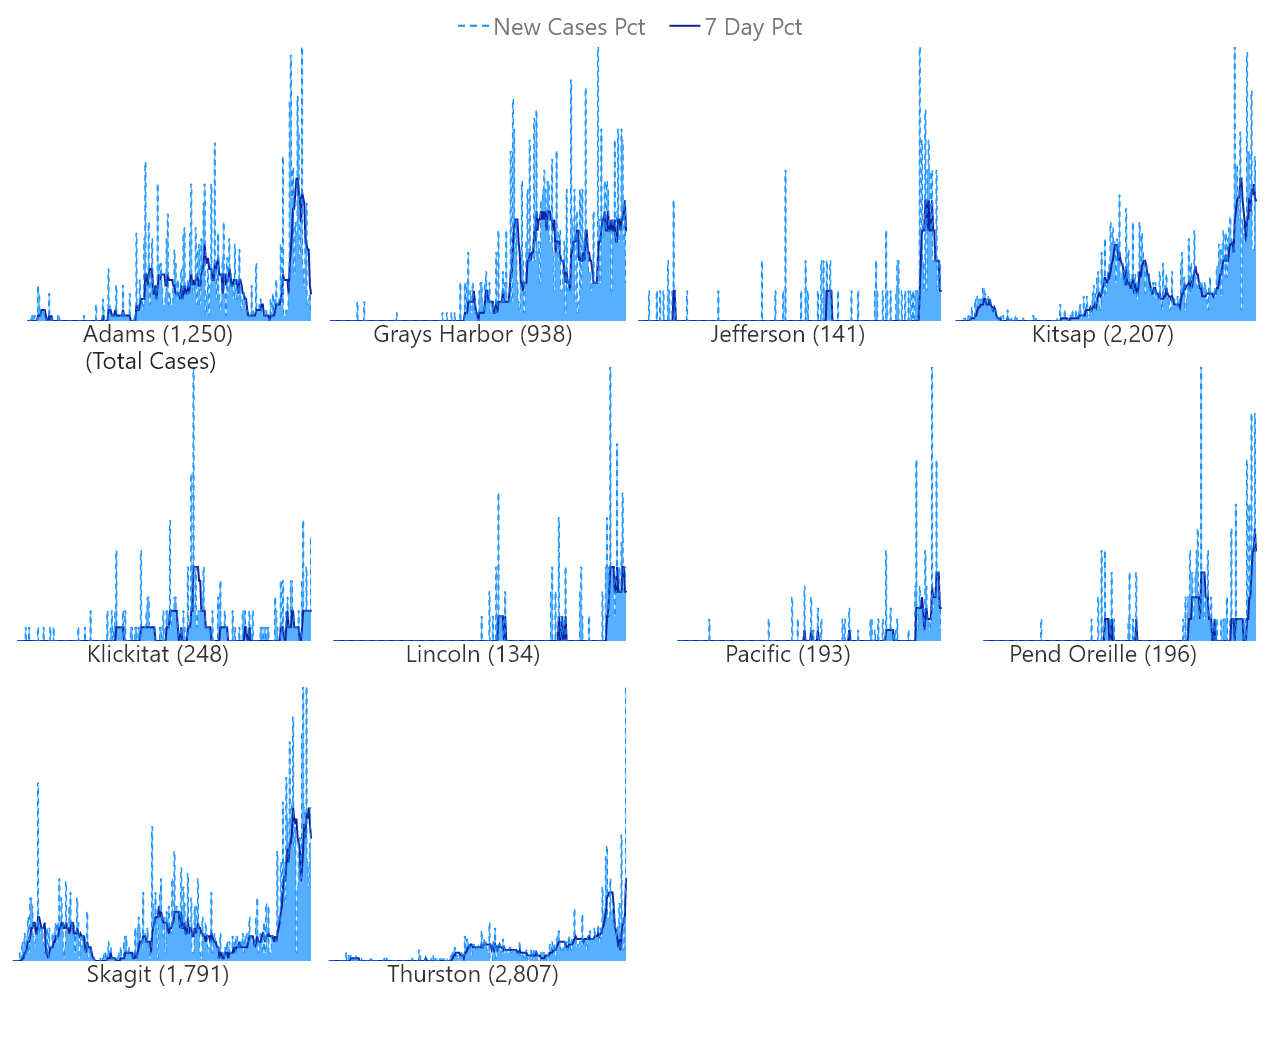 New Cases Pct 7 Day Pct
Adams (1,250)
(Total Cases)
Grays Harbor (938)
Jefferson (141)
Kitsap (2,207)
Klickitat (248)
Lincoln (134)
Pacific (193)
Pend Oreille (196)
Skagit (1,791)
Thurston (2,807)